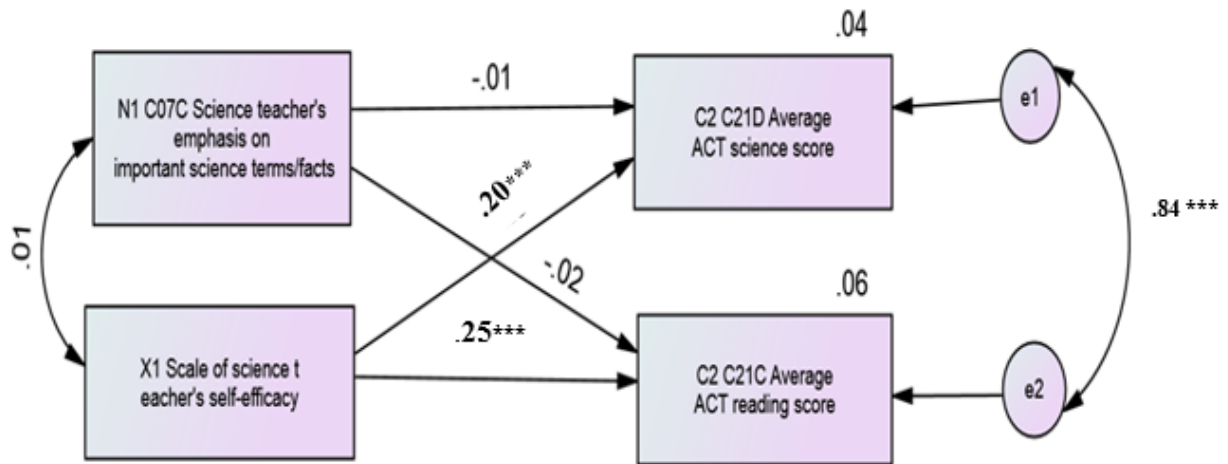 .04
N1 C07C Science teacher's
emphasis on
important science terms/facts
-.01
C2 C21D Average
ACT science score
e1
.20***
.01
.84 ***
-.02
.06
.25***
X1 Scale of science t
eacher's self-efficacy
C2 C21C Average
ACT reading score
e2